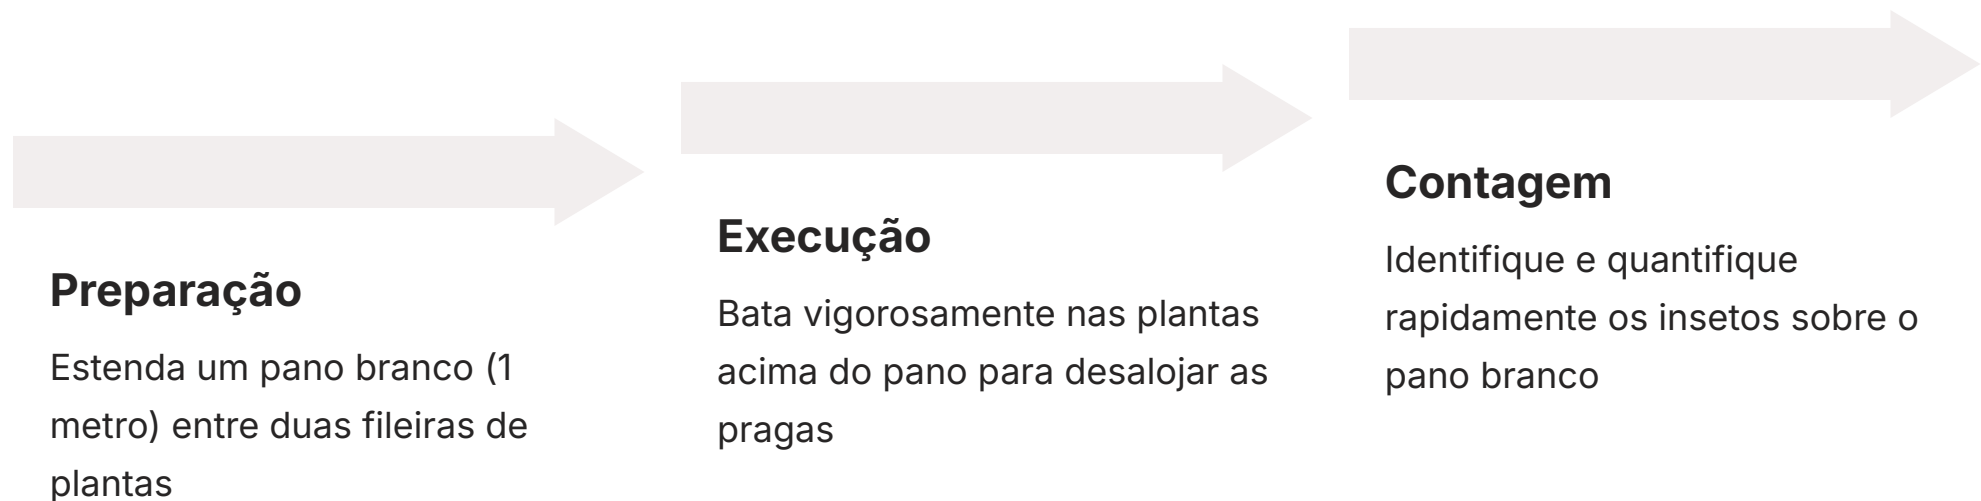 Preparação
Estenda um pano branco (1
metro) entre duas fileiras de
plantas
Execução
Bata vigorosamente nas plantas
acima do pano para desalojar as
pragas
Contagem
Identifique e quantifique
rapidamente os insetos sobre o
pano branco